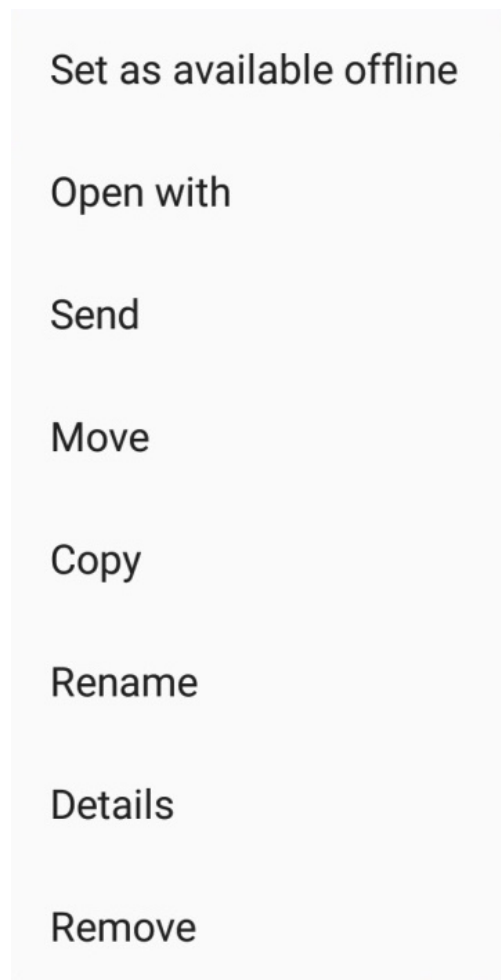 Set as available offline
Open with
Send
Move
Copy
Rename
Details
Remove